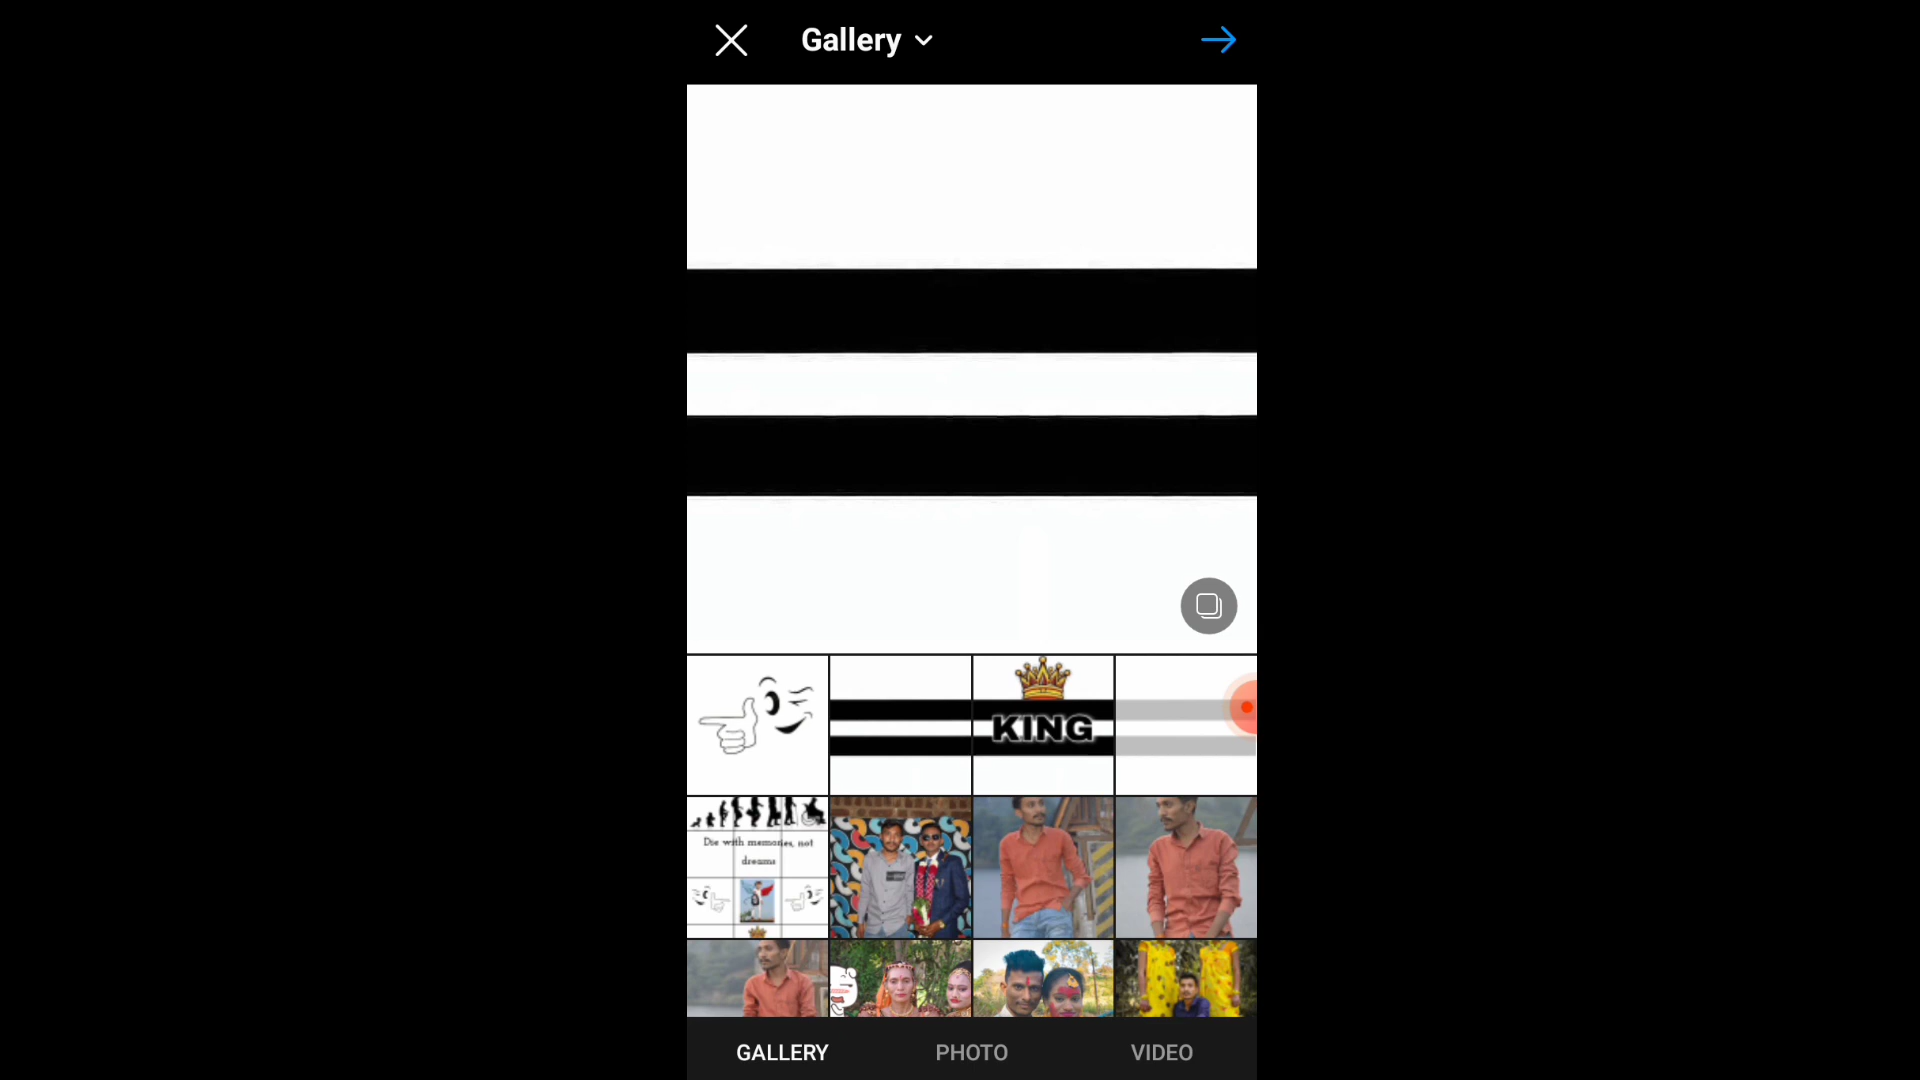 Gallery
KING
Die with memories, not
dreams
GALLERY PHOTO VIDEO